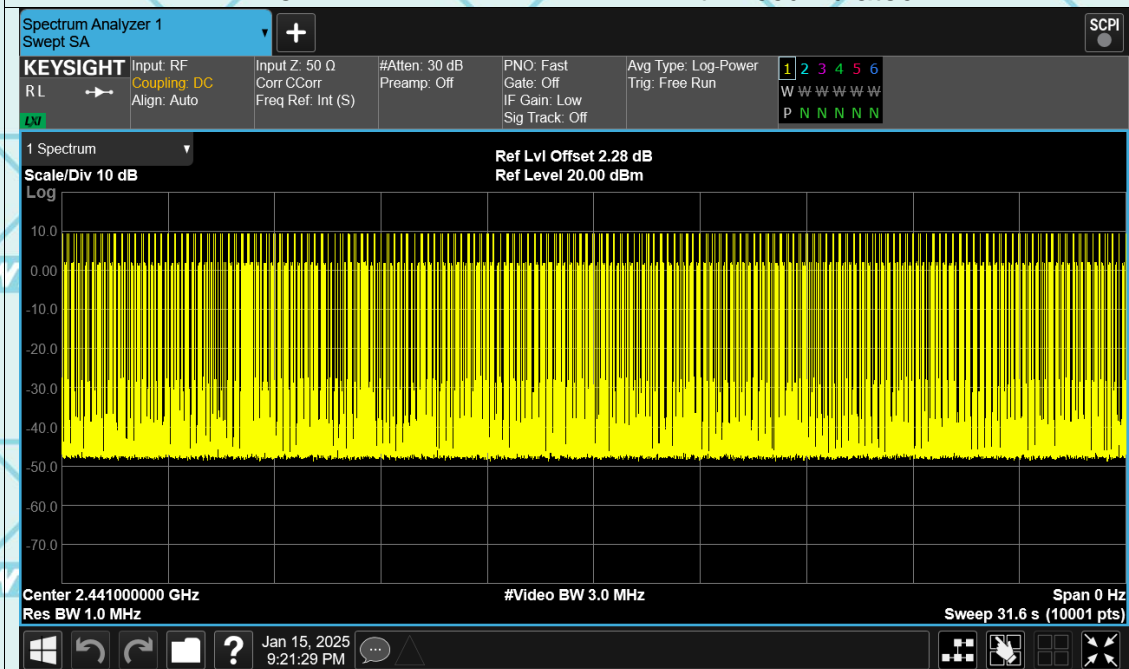 Spectrum Analyzer 1
Swept SA
+
SCPI
KEYSIGHT
RL
LXI
Input: RF
Coupling: DC
Align: Auto
Input Z: 50 Ω
Corr CCorr
Freq Ref: Int (S)
#Atten: 30 dB
Preamp: Off
PNO: Fast
Gate: Off
IF Gain: Low
Sig Track: Off
Avg Type: Log-Power
Trig: Free Run
1 2 3 4 5 6
W W W W W W
P N N N N N
1 Spectrum
Ref Lvl Offset 2.28 dB
Scale/Div 10 dB
Ref Level 20.00 dBm
Log
10.0
0.00
-10.0
-20.0
-30.0
-40.0
-50.0
-60.0
-70.0
Center 2.441000000 GHz
#Video BW 3.0 MHz
Span 0 Hz
Res BW 1.0 MHz
Sweep 31.6 s (10001 pts)
?
Jan 15, 2025
9:21:29 PM